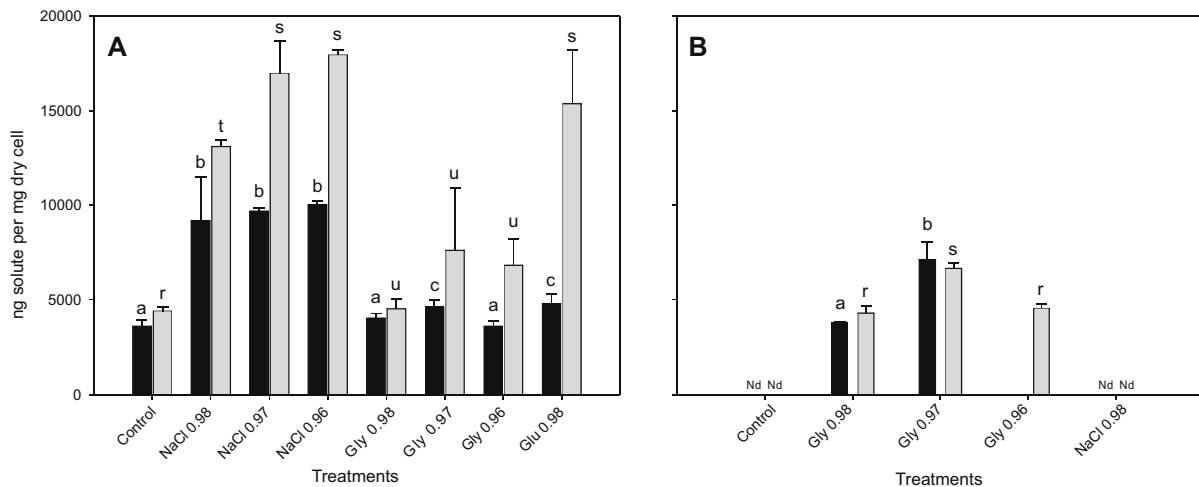 20000
15000
10000
5000
0
ng solute per mg dry cell
A
a r
b t
b s
b s
a u
c u
a u
c s
Control
NaCl 0.98
NaCl 0.97
NaCl 0.96
Gly 0.98
Gly 0.97
Gly 0.96
Glu 0.98
Treatments
B
Nd Nd
a r
b s
r
Nd Nd
Control
Gly 0.98
Gly 0.97
Gly 0.96
NaCl 0.98
Treatments